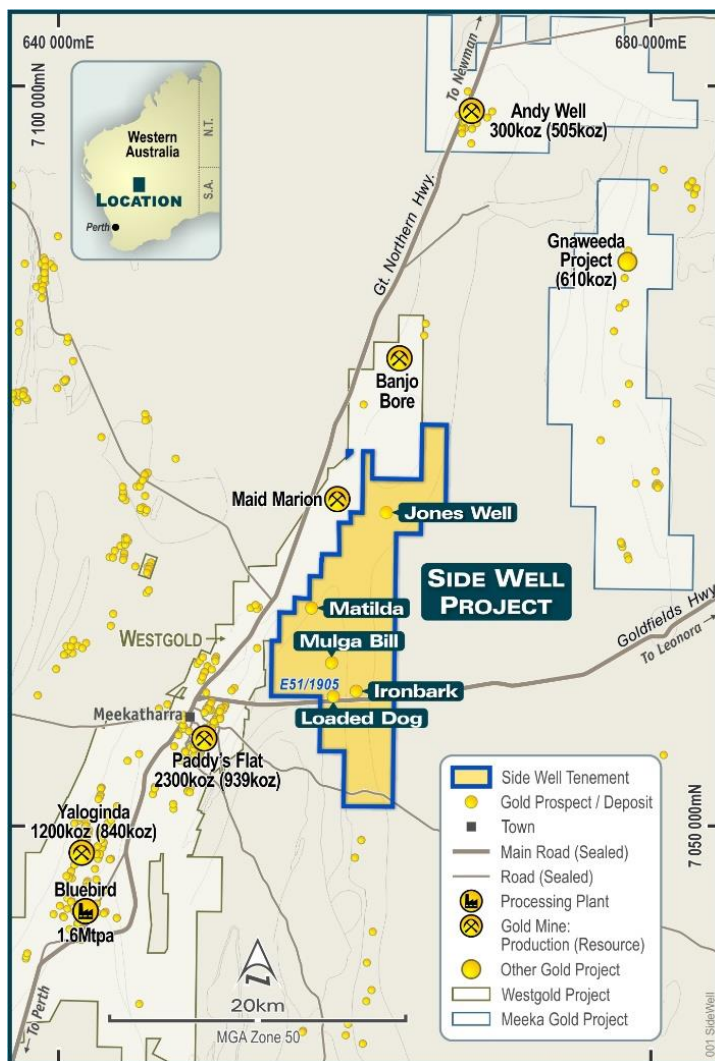 640 000mE
680 000mE
7 100 000mN
Western
Australia
LOCATION
Perth
N.T.
S.A.
To Newman
Andy Well
300koz (505koz)
Gt. Northern Hwy.
Gnaweeda
Project
(610koz)
Banjo
Bore
Maid Marion
Jones Well
SIDE WELL
PROJECT
Matilda
Goldfields Hwy
To Leonora
WESTGOLD
Mulga Bill
E51/1905
Ironbark
Loaded Dog
Meekatharra
Paddy's Flat
2300koz (939koz)
Yaloginda
1200koz (840koz)
Bluebird
1.6Mtpa
7 050 000mN
Side Well Tenement
Gold Prospect / Deposit
Town
Main Road (Sealed)
Road (Sealed)
Processing Plant
Gold Mine:
Production (Resource)
Other Gold Project
Westgold Project
Meeka Gold Project
20km
MGA Zone 50
To Perth
001 SideWell